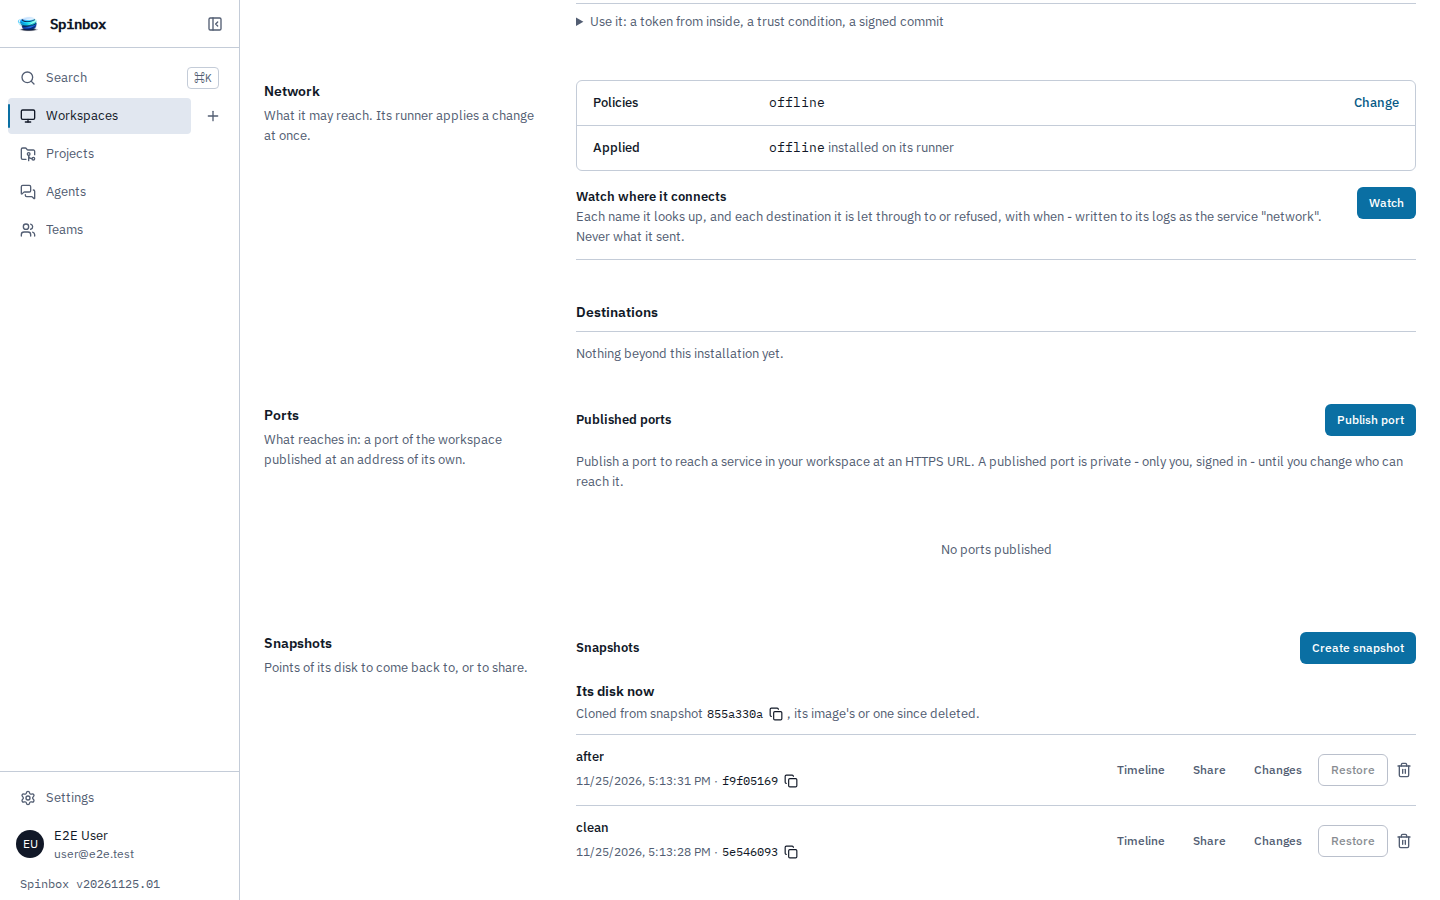 Spinbox
Search
⌘K
Workspaces
Projects
Agents
Teams
Settings
EU
E2E User
user@e2e.test
Spinbox v20261125.01
Use it: a token from inside, a trust condition, a signed commit
Network
What it may reach. Its runner applies a change
at once.
Policies
offline
Change
Applied
offline installed on its runner
Watch where it connects
Each name it looks up, and each destination it is let through to or refused, with when - written to its logs as the service "network".
Never what it sent.
Watch
Destinations
Nothing beyond this installation yet.
Ports
What reaches in: a port of the workspace
published at an address of its own.
Published ports
Publish port
Publish a port to reach a service in your workspace at an HTTPS URL. A published port is private - only you, signed in - until you change who can
reach it.
No ports published
Snapshots
Points of its disk to come back to, or to share.
Snapshots
Create snapshot
Its disk now
Cloned from snapshot 855a330a , its image's or one since deleted.
after
11/25/2026, 5:13:31 PM · f9f05169
Timeline
Share
Changes
Restore
clean
11/25/2026, 5:13:28 PM · 5e546093
Timeline
Share
Changes
Restore